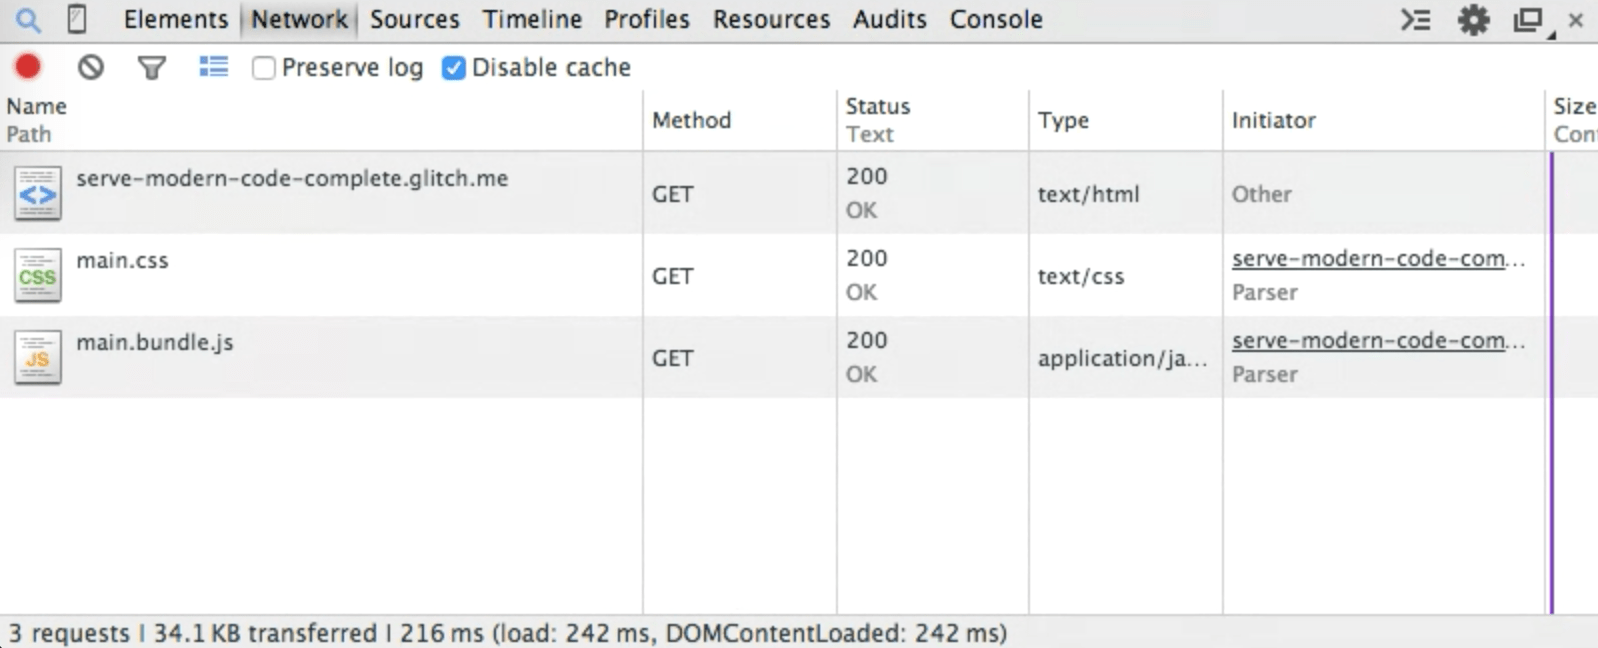 Elements Network Sources Timeline Profiles Resources Audits Console
Preserve log Disable cache
Name Path Method Status Text Type Initiator Size
serve-modern-code-complete.glitch.me GET 200 OK text/html Other
CSS main.css GET 200 OK text/css serve-modern-code-com... Parser
JS main.bundle.js GET 200 OK application/ja... serve-modern-code-com... Parser
3 requests | 34.1 KB transferred | 216 ms (load: 242 ms, DOMContentLoaded: 242 ms)